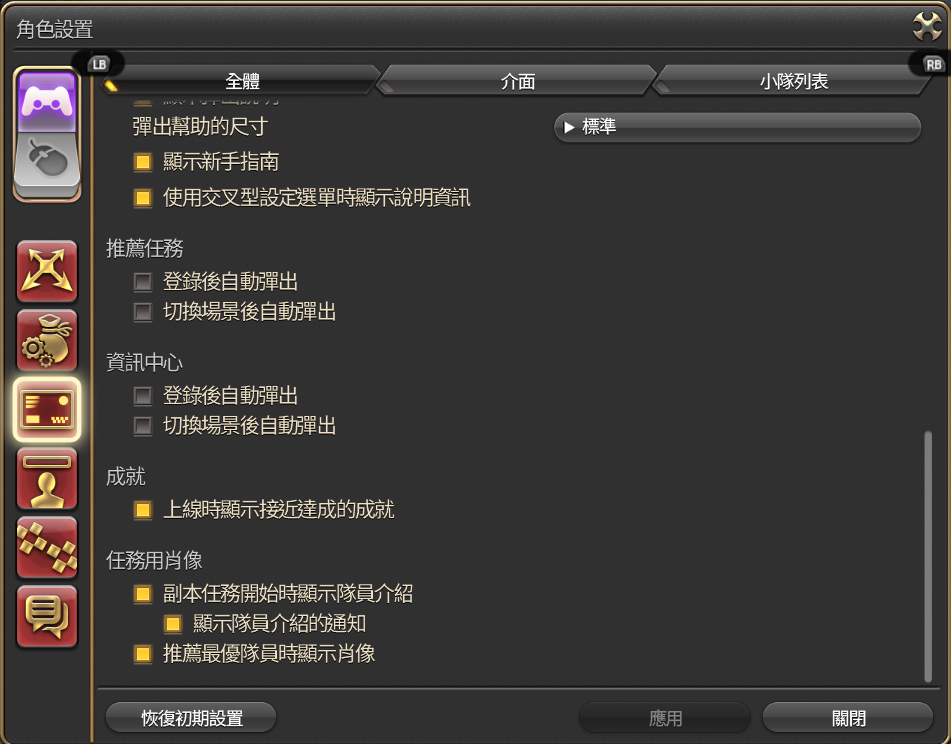 角色設置
LB
全體
介面
小隊列表
RB
彈出幫助的尺寸
標準
顯示新手指南
使用交叉型設定選單時顯示說明資訊
推薦任務
登錄後自動彈出
切換場景後自動彈出
資訊中心
登錄後自動彈出
切換場景後自動彈出
成就
上線時顯示接近達成的成就
任務用肖像
副本任務開始時顯示隊員介紹
顯示隊員介紹的通知
推薦最優隊員時顯示肖像
恢復初期設置
應用
關閉